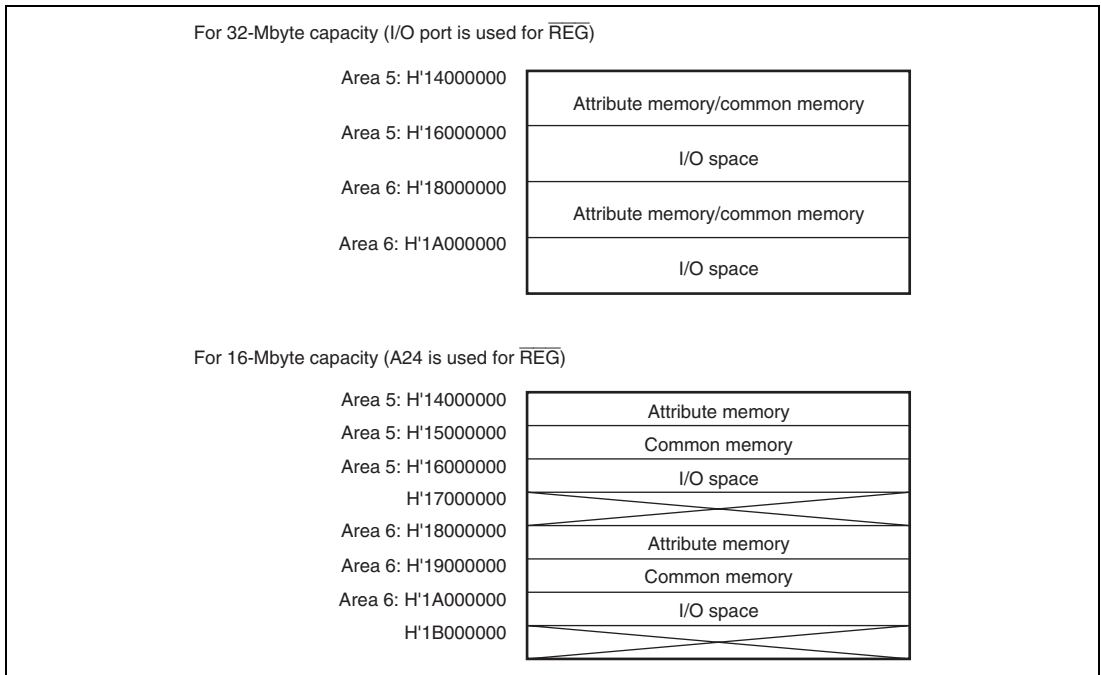 For 32-Mbyte capacity (I/O port is used for R̅E̅G̅)
Area 5: H'14000000
Attribute memory/common memory
Area 5: H'16000000
I/O space
Area 6: H'18000000
Attribute memory/common memory
Area 6: H'1A000000
I/O space
For 16-Mbyte capacity (A24 is used for R̅E̅G̅)
Area 5: H'14000000
Attribute memory
Area 5: H'15000000
Common memory
Area 5: H'16000000
I/O space
H'17000000
Area 6: H'18000000
Attribute memory
Area 6: H'19000000
Common memory
Area 6: H'1A000000
I/O space
H'1B000000